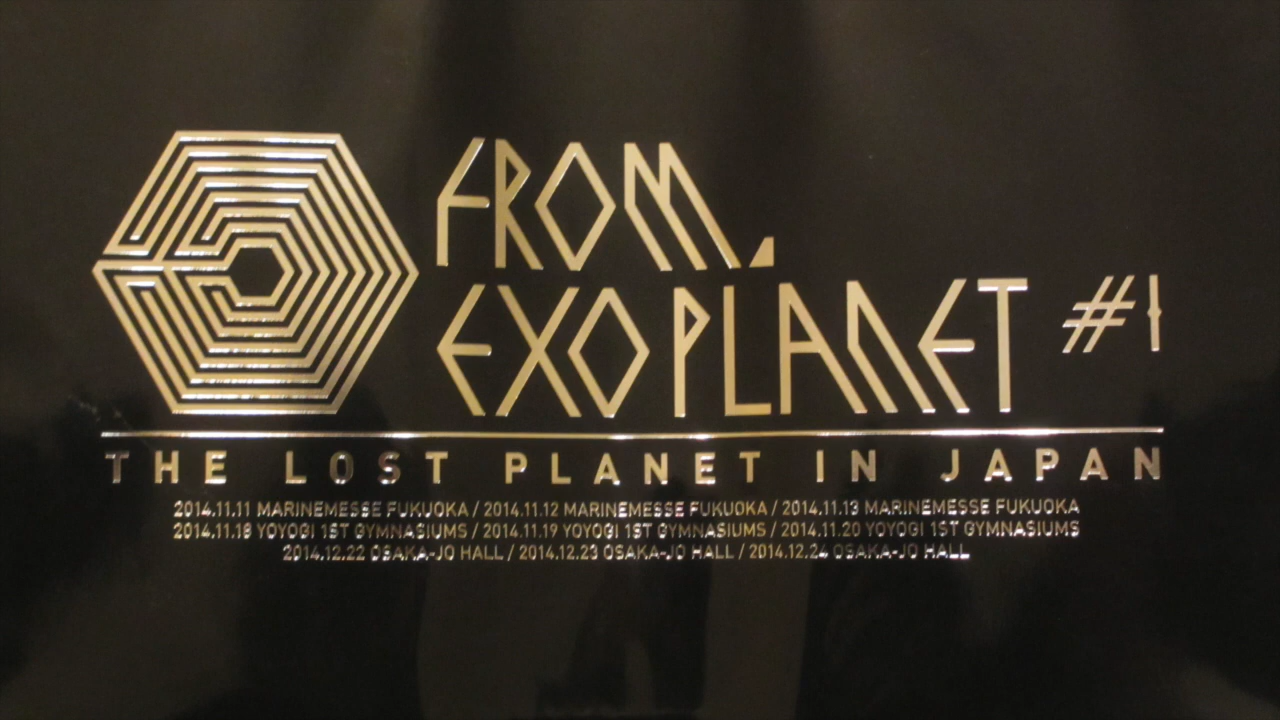 FROM.
EXOPLANET #1
THE LOST PLANET IN JAPAN
2014.11.11 MARINEMESSE FUKUOKA / 2014.11.12 MARINEMESSE FUKUOKA / 2014.11.13 MARINEMESSE FUKUOKA
2014.11.18 YOYOGI 1ST GYMNASIUMS / 2014.11.19 YOYOGI 1ST GYMNASIUMS / 2014.11.20 YOYOGI 1ST GYMNASIUMS
2014.12.22 OSAKA-JO HALL / 2014.12.23 OSAKA-JO HALL / 2014.12.24 OSAKA-JO HALL